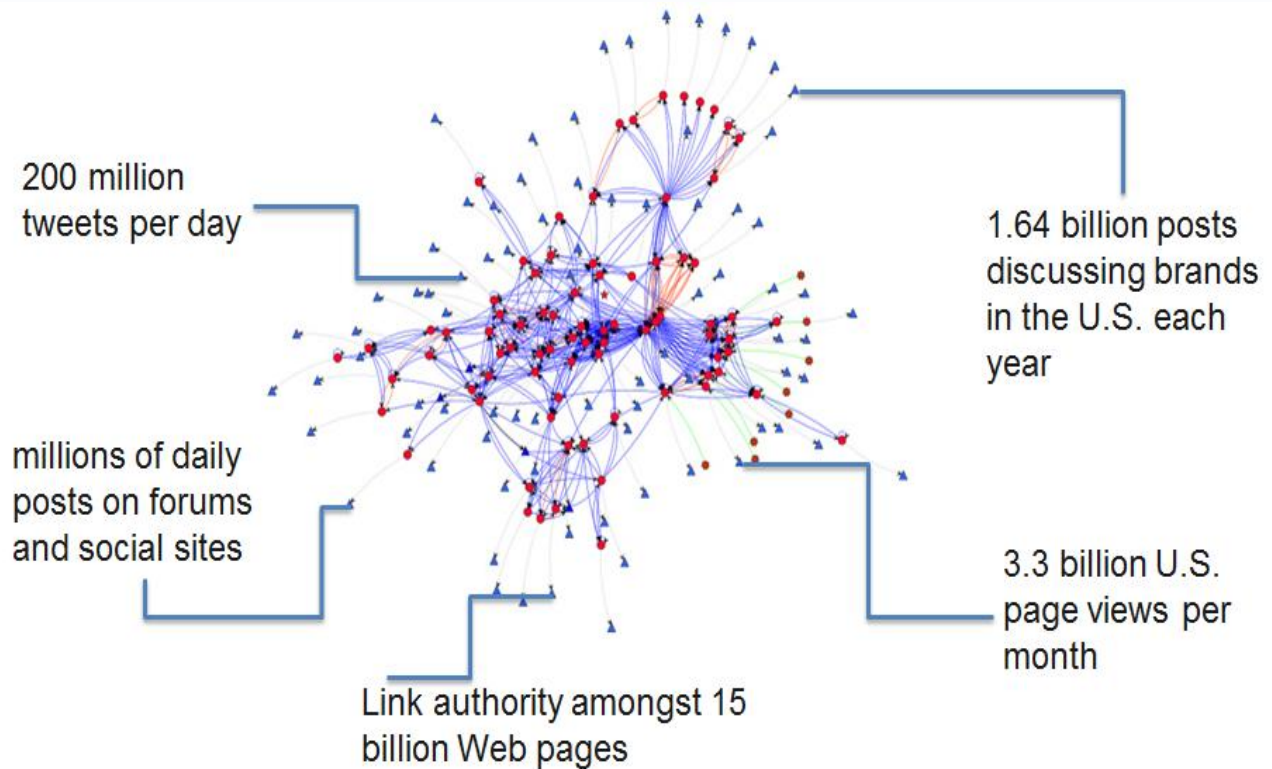 200 million
tweets per day
1.64 billion posts
discussing brands
in the U.S. each
year
millions of daily
posts on forums
and social sites
3.3 billion U.S.
page views per
month
Link authority amongst 15
billion Web pages